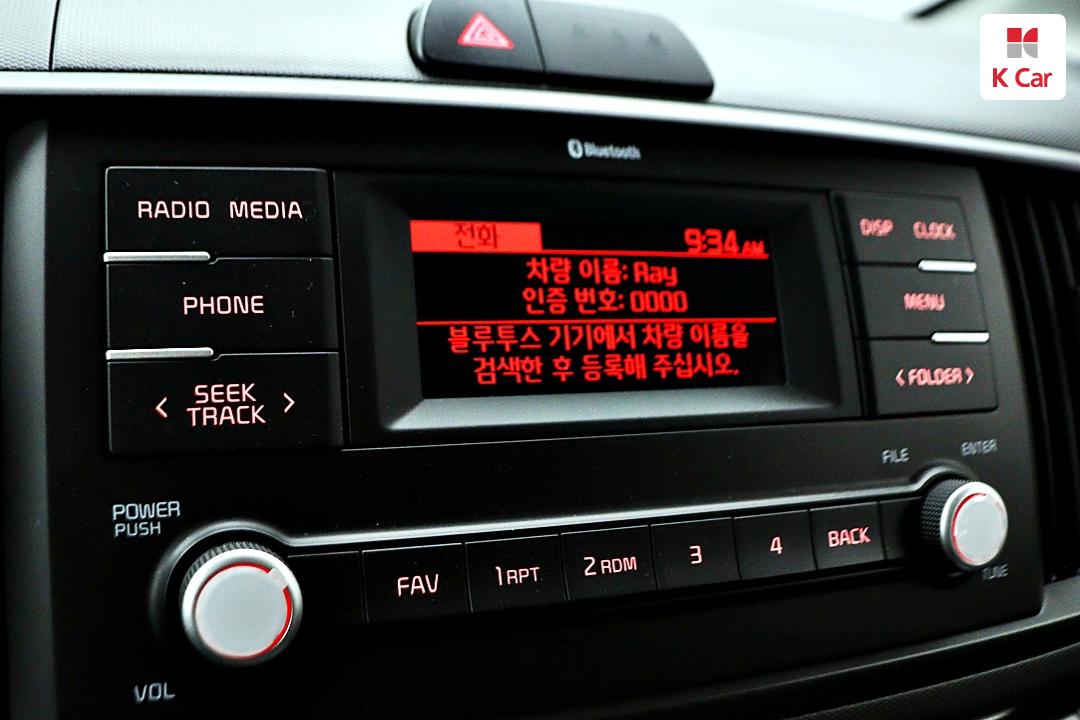 K Car
Bluetooth
RADIO MEDIA
PHONE
< SEEK TRACK >
전화 9:34 AM
차량 이름: Ray
인증 번호: 0000
블루투스 기기에서 차량 이름을
검색한 후 등록해 주십시오.
DISP CLOCK
MENU
< FOLDER >
POWER
PUSH
VOL
FAV 1 RPT 2 RDM 3 4 BACK
FILE
ENTER
TUNE